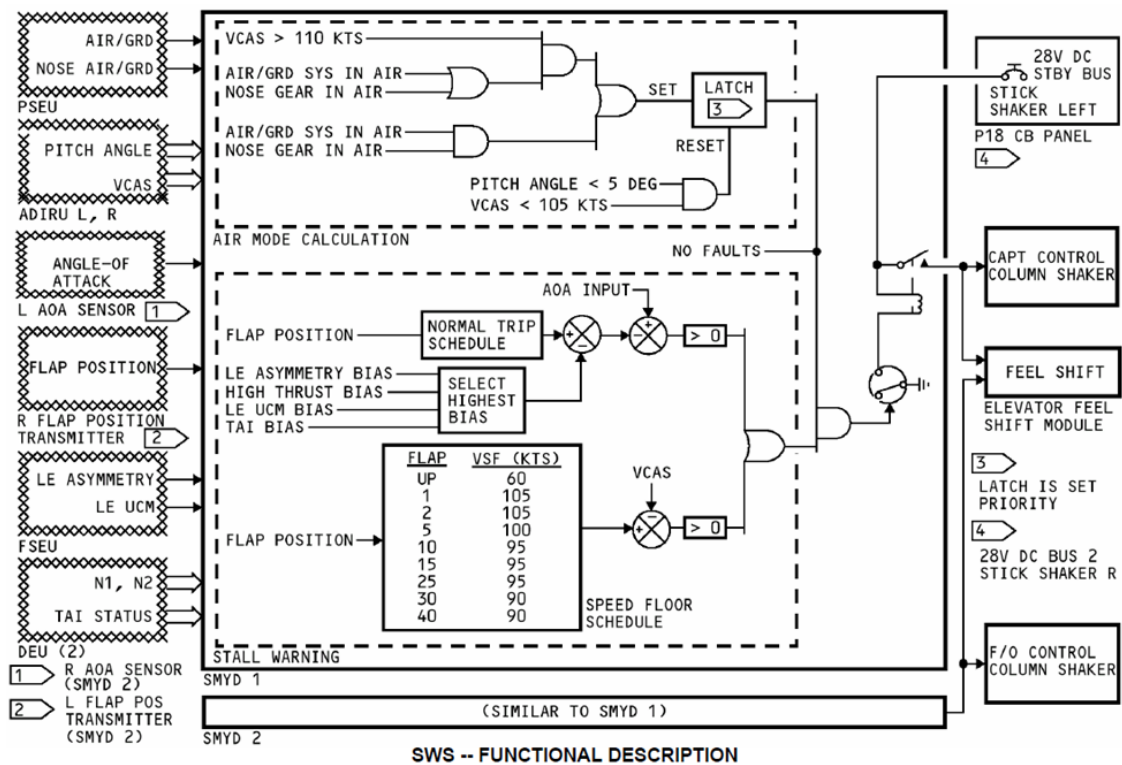 AIR/GRD
NOSE AIR/GRD
PSEU
PITCH ANGLE
VCAS
ADIRU L, R
ANGLE-OF
ATTACK
L AOA SENSOR 1
FLAP POSITION
R FLAP POSITION
TRANSMITTER 2
LE ASYMMETRY
LE UCM
FSEU
N1, N2
TAI STATUS
DEU (2)
1 R AOA SENSOR
(SMYD 2)
2 L FLAP POS
TRANSMITTER
(SMYD 2)
VCAS > 110 KTS
AIR/GRD SYS IN AIR
NOSE GEAR IN AIR
AIR/GRD SYS IN AIR
NOSE GEAR IN AIR
SET
LATCH
3
RESET
PITCH ANGLE < 5 DEG
VCAS < 105 KTS
AIR MODE CALCULATION
NO FAULTS
AOA INPUT
FLAP POSITION
NORMAL TRIP
SCHEDULE
+
-
+
-
> 0
LE ASYMMETRY BIAS
HIGH THRUST BIAS
LE UCM BIAS
TAI BIAS
SELECT
HIGHEST
BIAS
FLAP VSF (KTS)
UP 60
1 105
2 105
5 100
10 95
15 95
25 95
30 90
40 90
FLAP POSITION
VCAS
-
+
> 0
SPEED FLOOR
SCHEDULE
STALL WARNING
SMYD 1
(SIMILAR TO SMYD 1)
SMYD 2
28V DC
STBY BUS
STICK
SHAKER LEFT
P18 CB PANEL
4
CAPT CONTROL
COLUMN SHAKER
FEEL SHIFT
ELEVATOR FEEL
SHIFT MODULE
3
LATCH IS SET
PRIORITY
4
28V DC BUS 2
STICK SHAKER R
F/O CONTROL
COLUMN SHAKER
SWS -- FUNCTIONAL DESCRIPTION